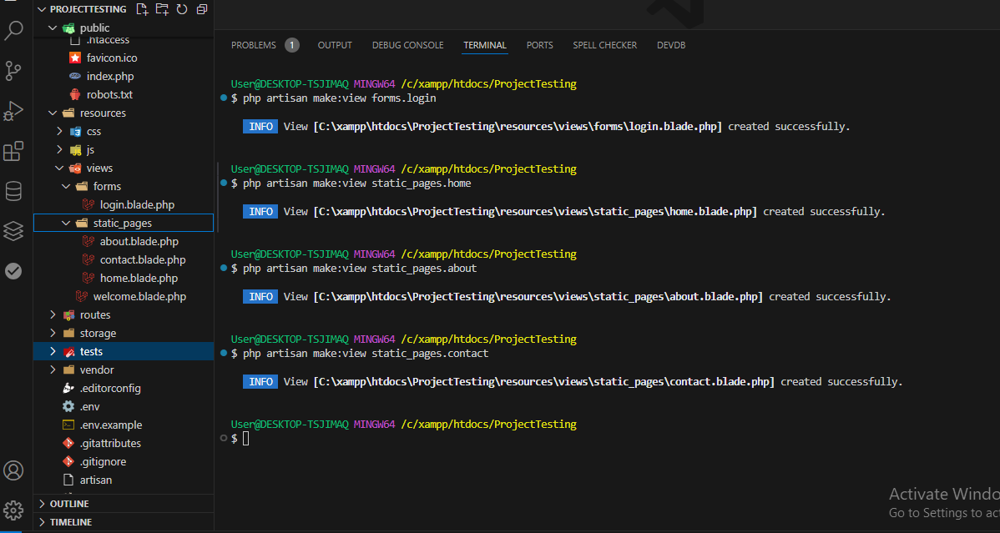 PROJECTTESTING
public
.htaccess
favicon.ico
index.php
robots.txt
resources
css
js
views
forms
login.blade.php
static_pages
about.blade.php
contact.blade.php
home.blade.php
welcome.blade.php
routes
storage
tests
vendor
.editorconfig
.env
.env.example
.gitattributes
.gitignore
artisan
OUTLINE
TIMELINE
PROBLEMS 1 OUTPUT DEBUG CONSOLE TERMINAL PORTS SPELL CHECKER DEVDB
User@DESKTOP-TSJIMAQ MINGW64 /c/xampp/htdocs/ProjectTesting
$ php artisan make:view forms.login
INFO View [C:\xampp\htdocs\ProjectTesting\resources\views\forms\login.blade.php] created successfully.
User@DESKTOP-TSJIMAQ MINGW64 /c/xampp/htdocs/ProjectTesting
$ php artisan make:view static_pages.home
INFO View [C:\xampp\htdocs\ProjectTesting\resources\views\static_pages\home.blade.php] created successfully.
User@DESKTOP-TSJIMAQ MINGW64 /c/xampp/htdocs/ProjectTesting
$ php artisan make:view static_pages.about
INFO View [C:\xampp\htdocs\ProjectTesting\resources\views\static_pages\about.blade.php] created successfully.
User@DESKTOP-TSJIMAQ MINGW64 /c/xampp/htdocs/ProjectTesting
$ php artisan make:view static_pages.contact
INFO View [C:\xampp\htdocs\ProjectTesting\resources\views\static_pages\contact.blade.php] created successfully.
User@DESKTOP-TSJIMAQ MINGW64 /c/xampp/htdocs/ProjectTesting
$
Activate Windo
Go to Settings to act